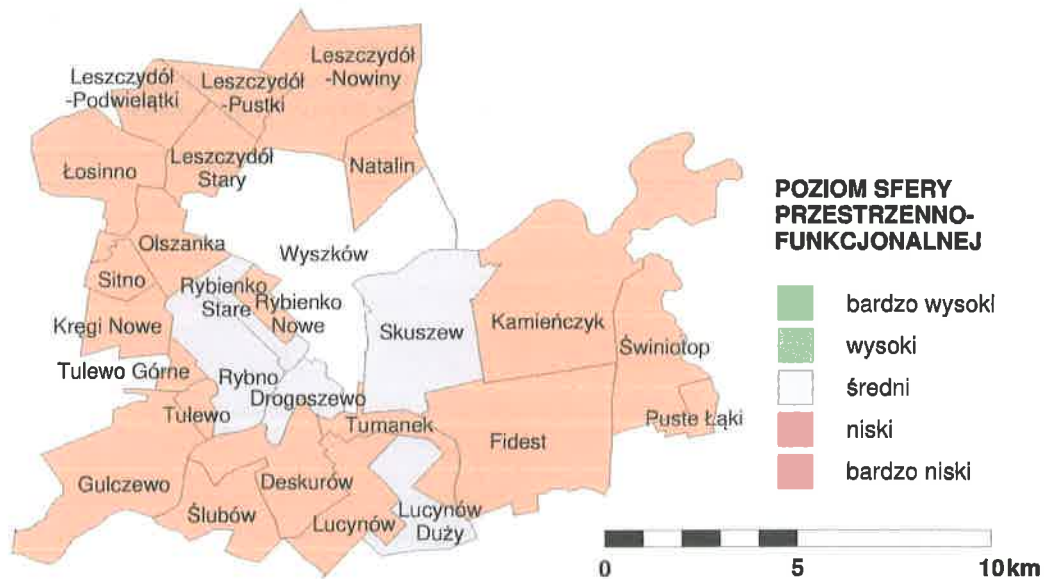 Leszczydół
-Nowiny
Leszczydół
-Podwielątki
Leszczydół
-Pustki
Łosinno
Leszczydół
Stary
Natalin
Olszanka
Wyszków
Sitno
Rybienko
Stare
Rybienko
Nowe
Kręgi Nowe
Skuszew
Kamieńczyk
Świniotop
Tulewo Górne
Rybno
Drogoszewo
Tulewo
Tumanek
Puste Łąki
Fidest
Gulczewo
Deskurów
Ślubów
Lucynów
Lucynów
Duży
POZIOM SFERY
PRZESTRZENNO-
FUNKCJONALNEJ
bardzo wysoki
wysoki
średni
niski
bardzo niski
0 5 10km